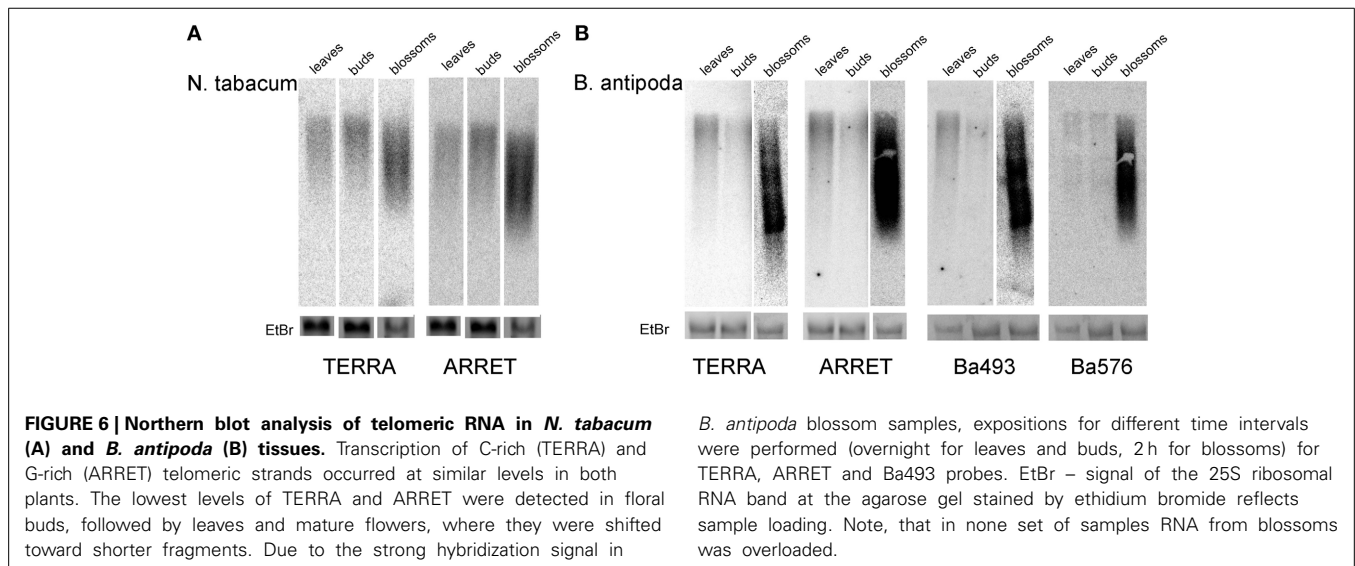 A
B
leaves buds blossoms leaves buds blossoms
leaves buds blossoms leaves buds blossoms leaves buds blossoms leaves buds blossoms
N. tabacum
B. antipoda
EtBr
EtBr
TERRA ARRET
TERRA ARRET Ba493 Ba576
FIGURE 6 | Northern blot analysis of telomeric RNA in N. tabacum
(A) and B. antipoda (B) tissues. Transcription of C-rich (TERRA) and
G-rich (ARRET) telomeric strands occurred at similar levels in both
plants. The lowest levels of TERRA and ARRET were detected in floral
buds, followed by leaves and mature flowers, where they were shifted
toward shorter fragments. Due to the strong hybridization signal in
B. antipoda blossom samples, expositions for different time intervals
were performed (overnight for leaves and buds, 2 h for blossoms) for
TERRA, ARRET and Ba493 probes. EtBr – signal of the 25S ribosomal
RNA band at the agarose gel stained by ethidium bromide reflects
sample loading. Note, that in none set of samples RNA from blossoms
was overloaded.